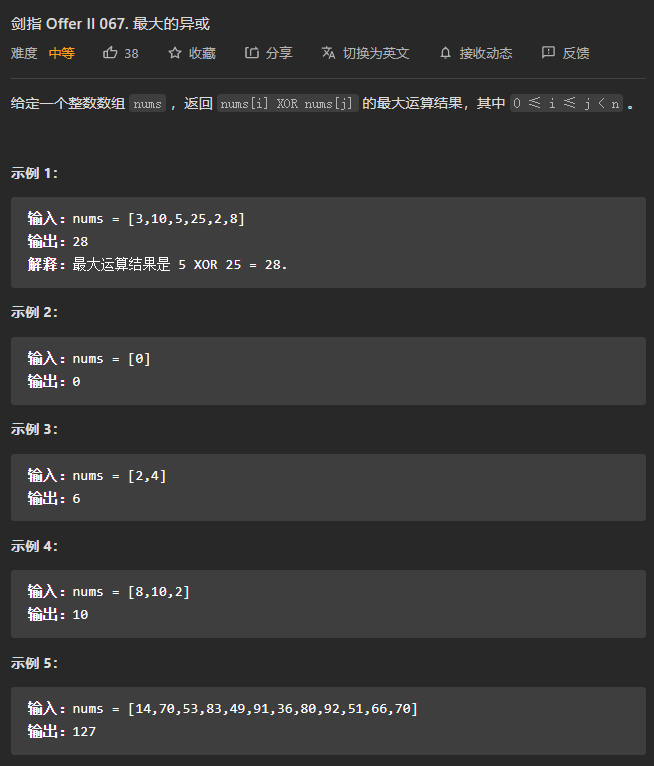 剑指 Offer II 067. 最大的异或
难度 中等 38 收藏 分享 切换为英文 接收动态 反馈
给定一个整数数组 nums ，返回 nums[i] XOR nums[j] 的最大运算结果，其中 0 ≤ i ≤ j < n 。
示例 1：
输入：nums = [3,10,5,25,2,8]
输出：28
解释：最大运算结果是 5 XOR 25 = 28.
示例 2：
输入：nums = [0]
输出：0
示例 3：
输入：nums = [2,4]
输出：6
示例 4：
输入：nums = [8,10,2]
输出：10
示例 5：
输入：nums = [14,70,53,83,49,91,36,80,92,51,66,70]
输出：127